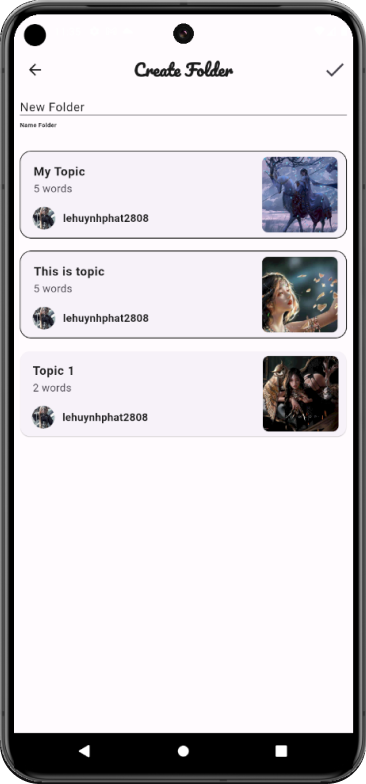 Create Folder
New Folder
Name Folder
My Topic
5 words
lehuynhphat2808
This is topic
5 words
lehuynhphat2808
Topic 1
2 words
lehuynhphat2808